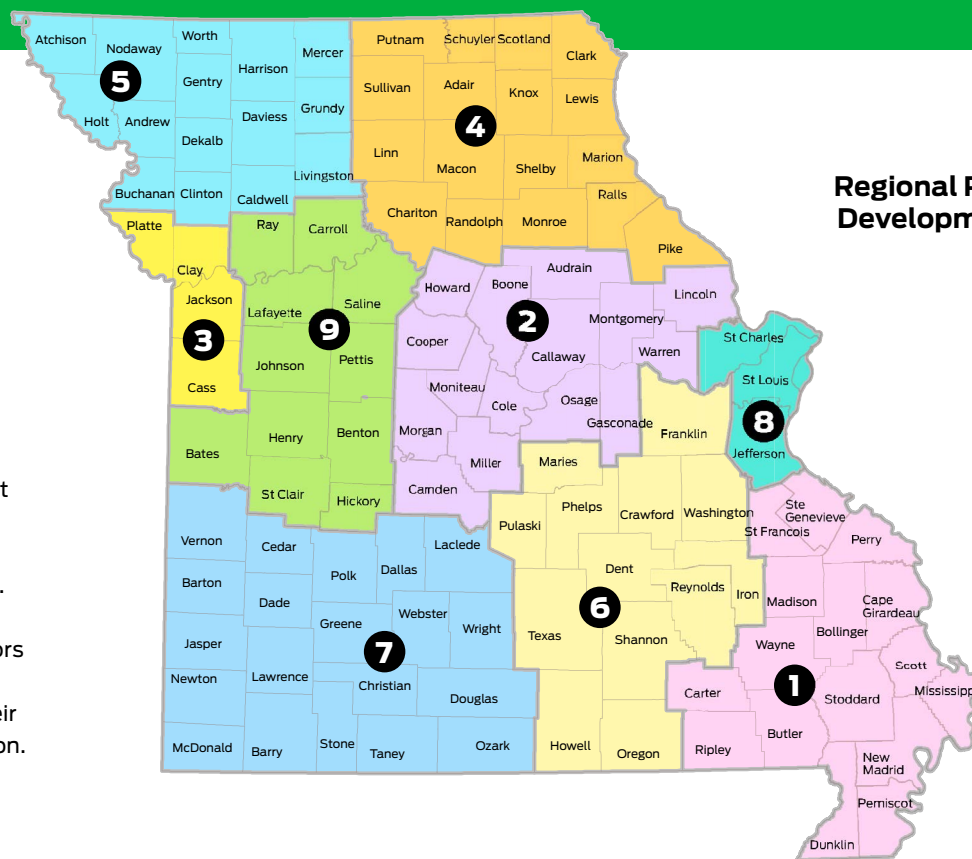 Regional
Developm
t
.
ors
eir
on.
Atchison
Nodaway
Worth
Harrison
Mercer
Gentry
Grundy
Daviess
Holt
Andrew
Dekalb
Livingston
Buchanan
Clinton
Caldwell
5
Putnam
Schuyler
Scotland
Clark
Sullivan
Adair
Knox
Lewis
Linn
Macon
Shelby
Marion
Ralls
Chariton
Randolph
Monroe
Pike
4
Platte
Clay
Jackson
Cass
3
Ray
Carroll
Lafayette
Saline
Johnson
Pettis
Bates
Henry
Benton
St Clair
Hickory
9
Howard
Boone
Audrain
Lincoln
Montgomery
Cooper
Callaway
Warren
Moniteau
Cole
Osage
Gasconade
Morgan
Miller
Camden
2
St Charles
St Louis
Jefferson
8
Franklin
Maries
Phelps
Crawford
Washington
Pulaski
Dent
Reynolds
Iron
Texas
Shannon
Howell
Oregon
6
Vernon
Cedar
Laclede
Barton
Polk
Dallas
Dade
Greene
Webster
Wright
Jasper
Newton
Lawrence
Christian
Douglas
McDonald
Barry
Stone
Taney
Ozark
7
Ste
Genevieve
St Francois
Perry
Madison
Cape
Girardeau
Bollinger
Wayne
Scott
Mississipp
Carter
Stoddard
Butler
Ripley
New
Madrid
Pemiscot
Dunklin
1